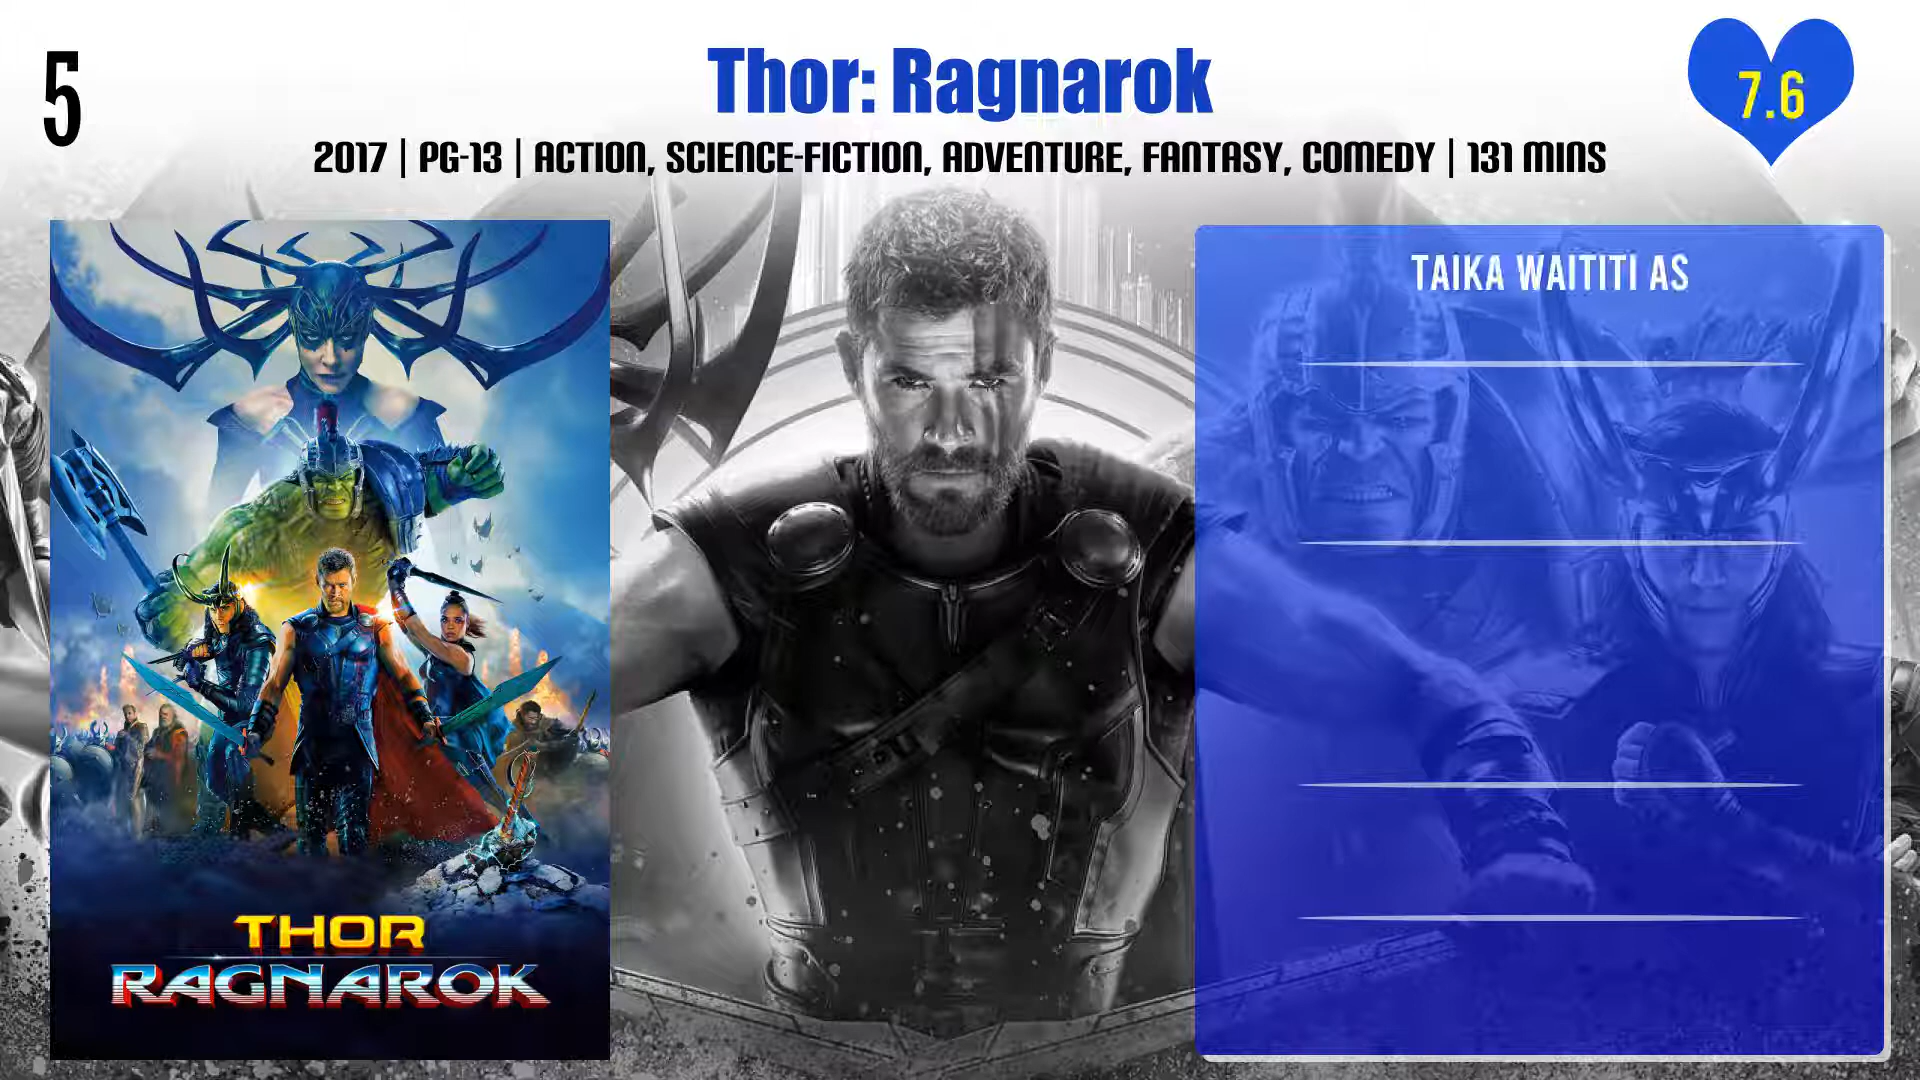 5
Thor: Ragnarok
7.6
2017 | PG-13 | ACTION, SCIENCE-FICTION, ADVENTURE, FANTASY, COMEDY | 131 MINS
TAIKA WAITITI AS
THOR
RAGNAROK